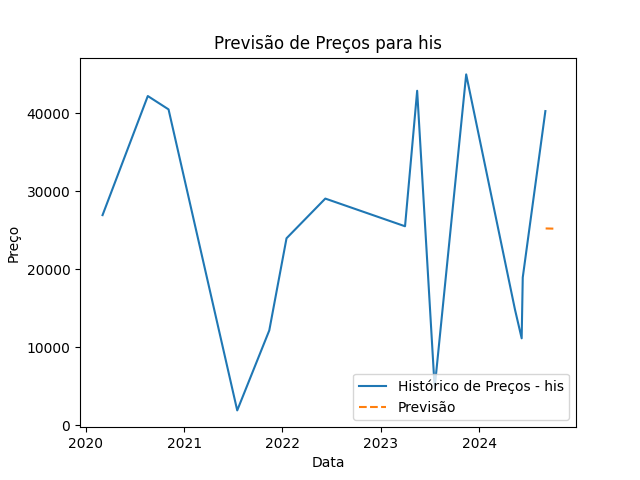 Previsão de Preços para his
Preço
40000
30000
20000
10000
0
2020
2021
2022
2023
2024
Data
Histórico de Preços - his
Previsão